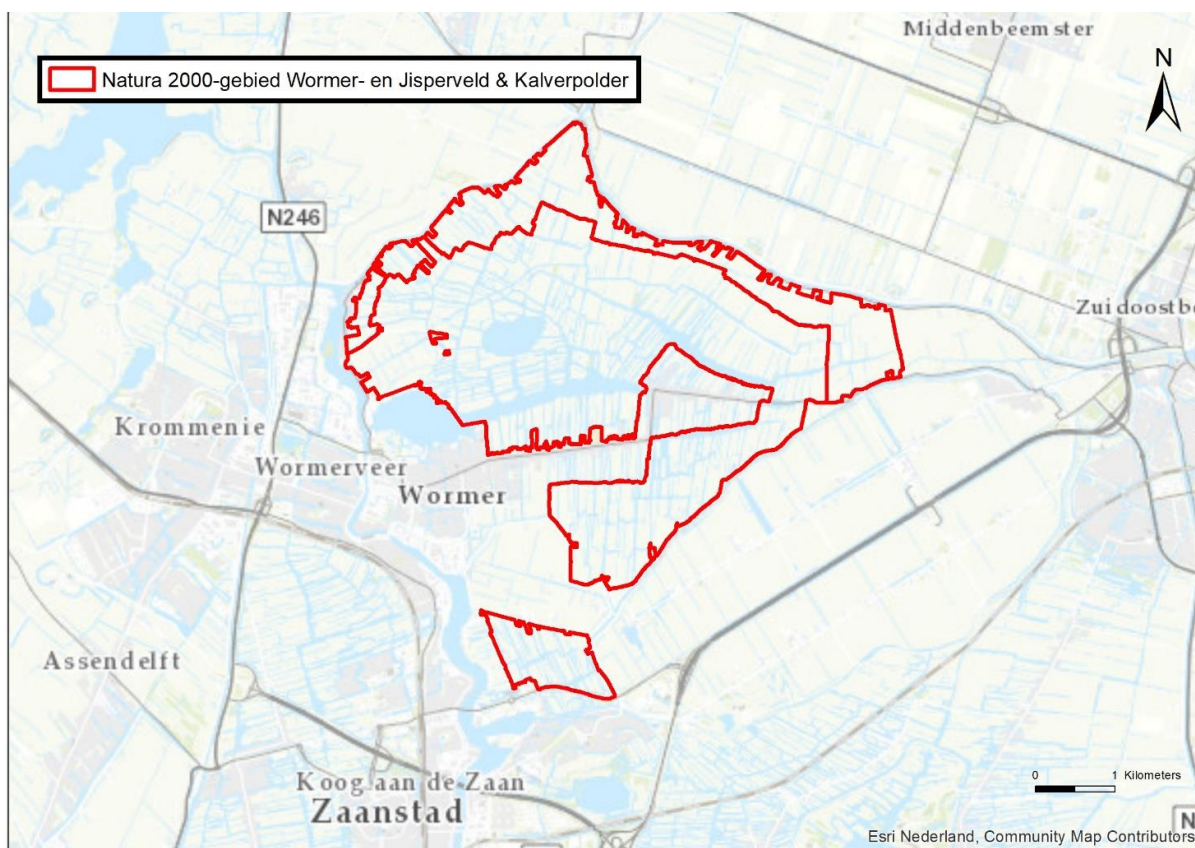 Middenbeemster
Natura 2000-gebied Wormer- en Jisperveld & Kalverpolder
N
N246
Zuidoostbe
Krommenie
Wormerveer
Wormer
Assendelft
Koog aan de Zaan
Zaanstad
0 1 Kilometers
N
Esri Nederland, Community Map Contributors